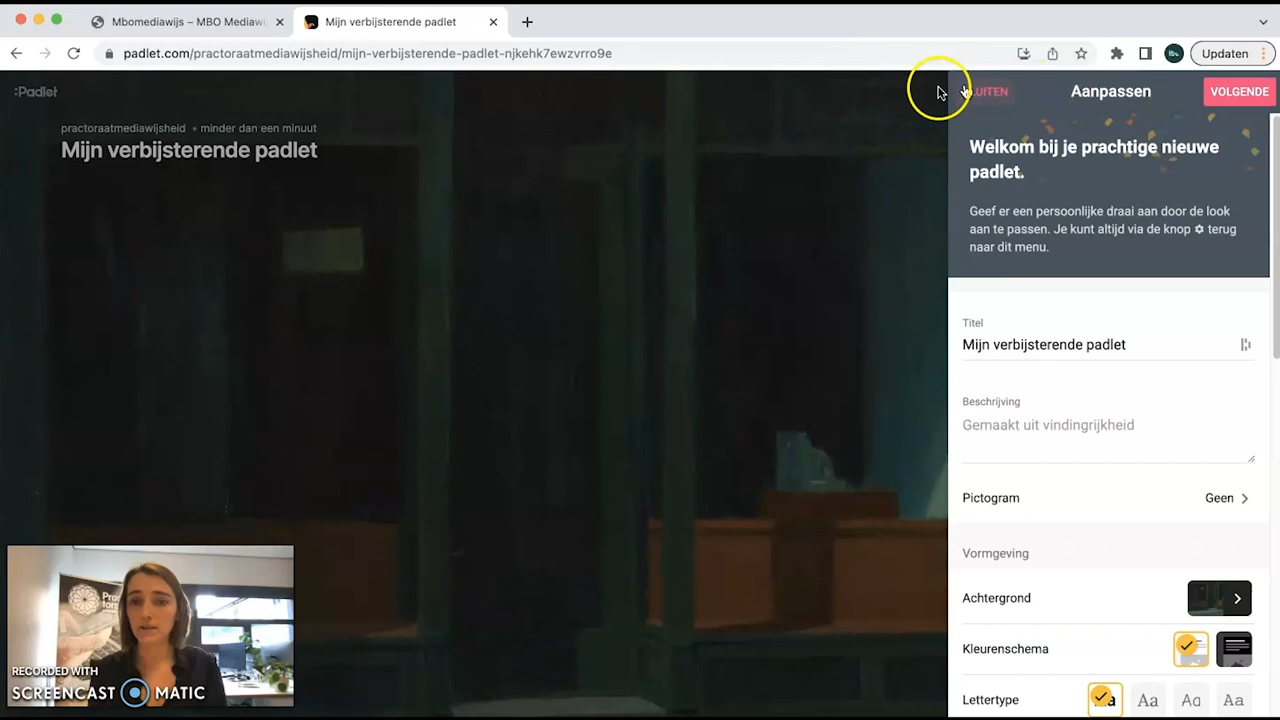 Mbomediawijs – MBO Mediawi
Mijn verbijsterende padlet
padlet.com/practoraatmediawijsheid/mijn-verbijsterende-padlet-njkehk7ewzvrro9e
Updaten
:Padlet
LUITEN
Aanpassen
VOLGENDE
practoraatmediawijsheid • minder dan een minuut
Mijn verbijsterende padlet
Welkom bij je prachtige nieuwe
padlet.
Geef er een persoonlijke draai aan door de look
aan te passen. Je kunt altijd via de knop terug
naar dit menu.
Titel
Mijn verbijsterende padlet
Beschrijving
Gemaakt uit vindingrijkheid
Pictogram
Geen
Vormgeving
Achtergrond
Kleurenschema
Lettertype
Aa
Aa
Aa
RECORDED WITH
SCREENCAST MATIC